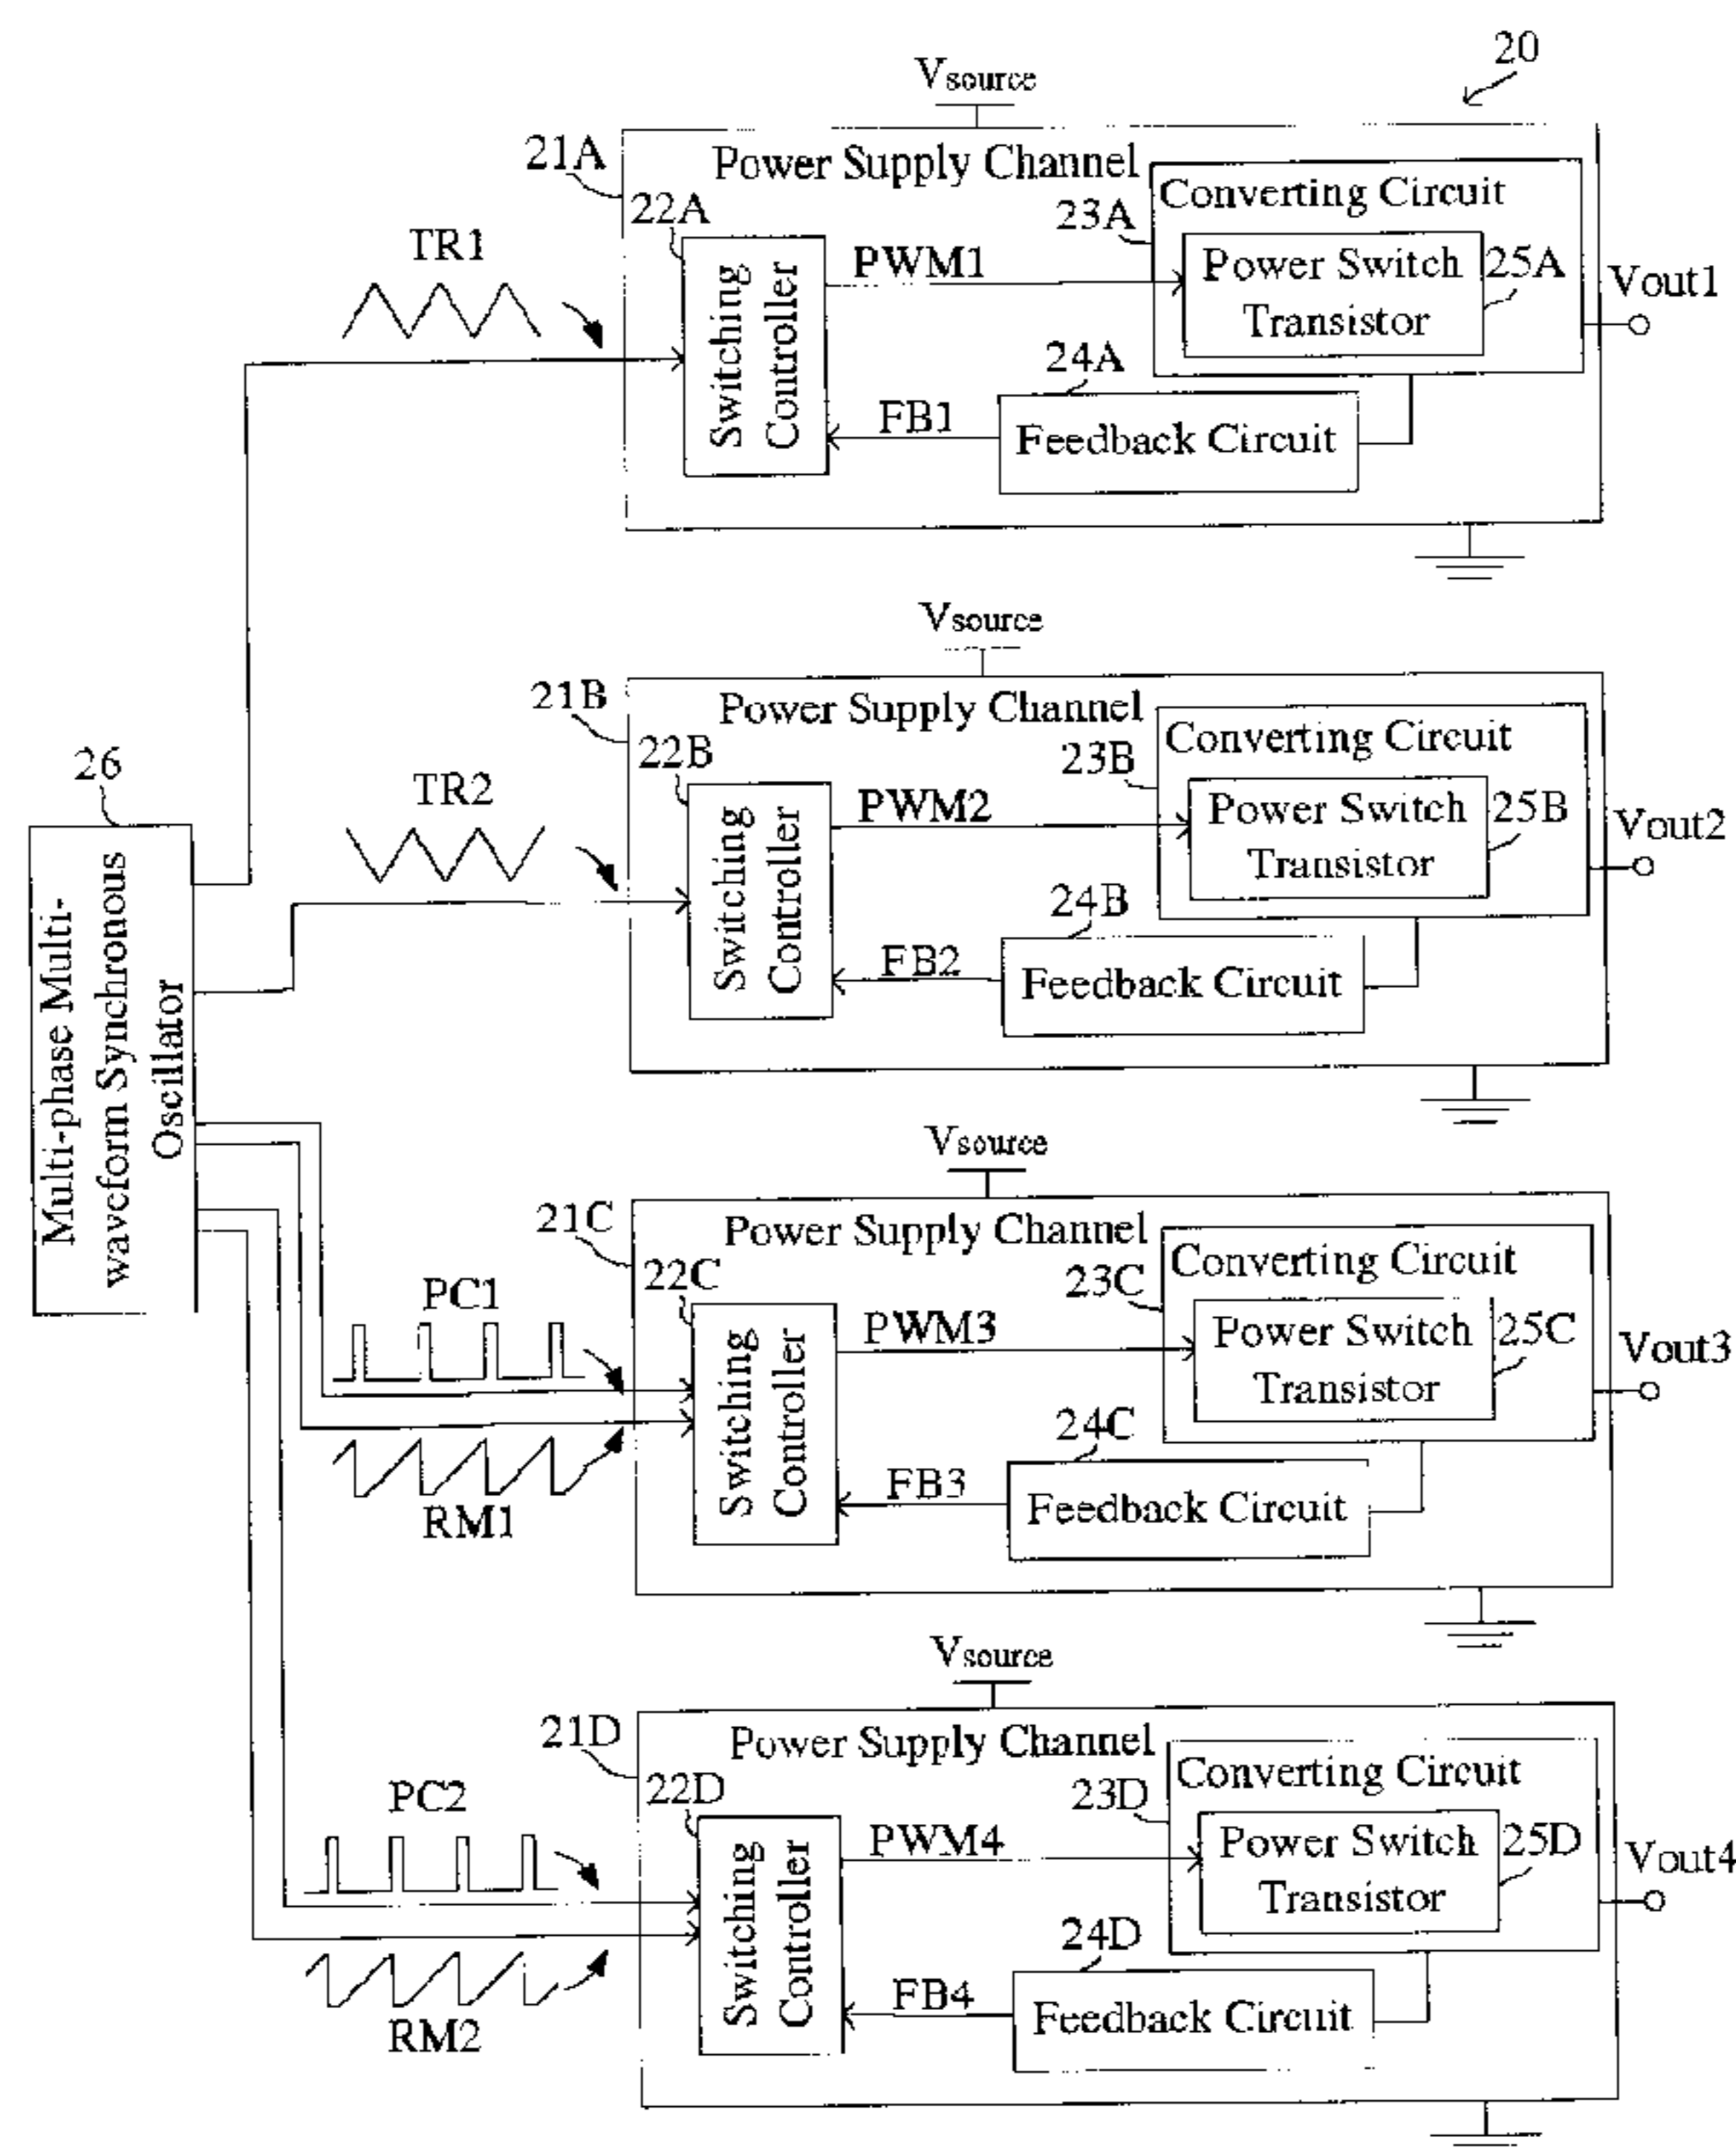 20
Vsource
21A
Power Supply Channel
22A
23A
Converting Circuit
TR1
Switching
Controller
PWM1
Power Switch
Transistor
25A
Vout1
24A
FB1
Feedback Circuit
Vsource
21B
Power Supply Channel
22B
23B
Converting Circuit
26
TR2
Switching
Controller
PWM2
Power Switch
Transistor
25B
Vout2
24B
FB2
Feedback Circuit
Multi-phase Multi-
waveform Synchronous
Oscillator
Vsource
21C
Power Supply Channel
22C
23C
Converting Circuit
PC1
Switching
Controller
PWM3
Power Switch
Transistor
25C
Vout3
24C
RM1
FB3
Feedback Circuit
Vsource
21D
Power Supply Channel
22D
23D
Converting Circuit
PC2
Switching
Controller
PWM4
Power Switch
Transistor
25D
Vout4
24D
RM2
FB4
Feedback Circuit